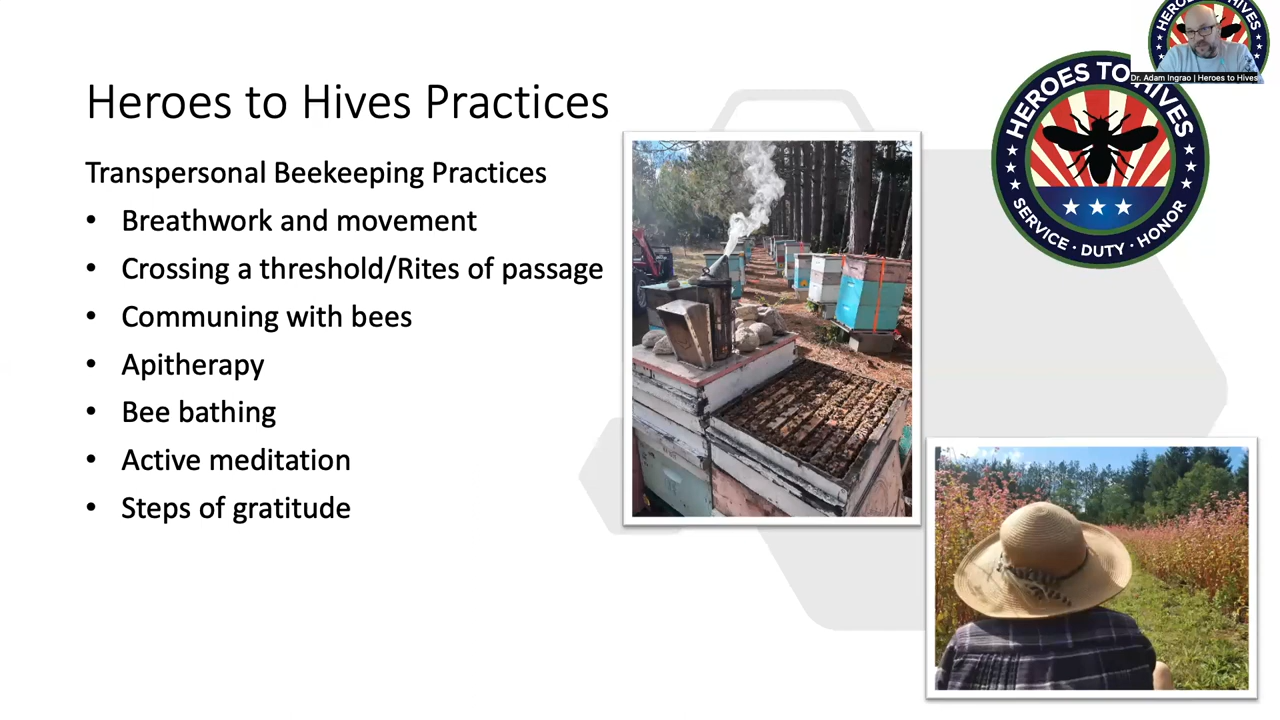 Heroes to Hives Practices
Transpersonal Beekeeping Practices
• Breathwork and movement
• Crossing a threshold/Rites of passage
• Communing with bees
• Apitherapy
• Bee bathing
• Active meditation
• Steps of gratitude
HEROES TO HIVES
SERVICE · DUTY · HONOR
HEROES HIVES
Dr. Adam Ingrao | Heroes to Hives